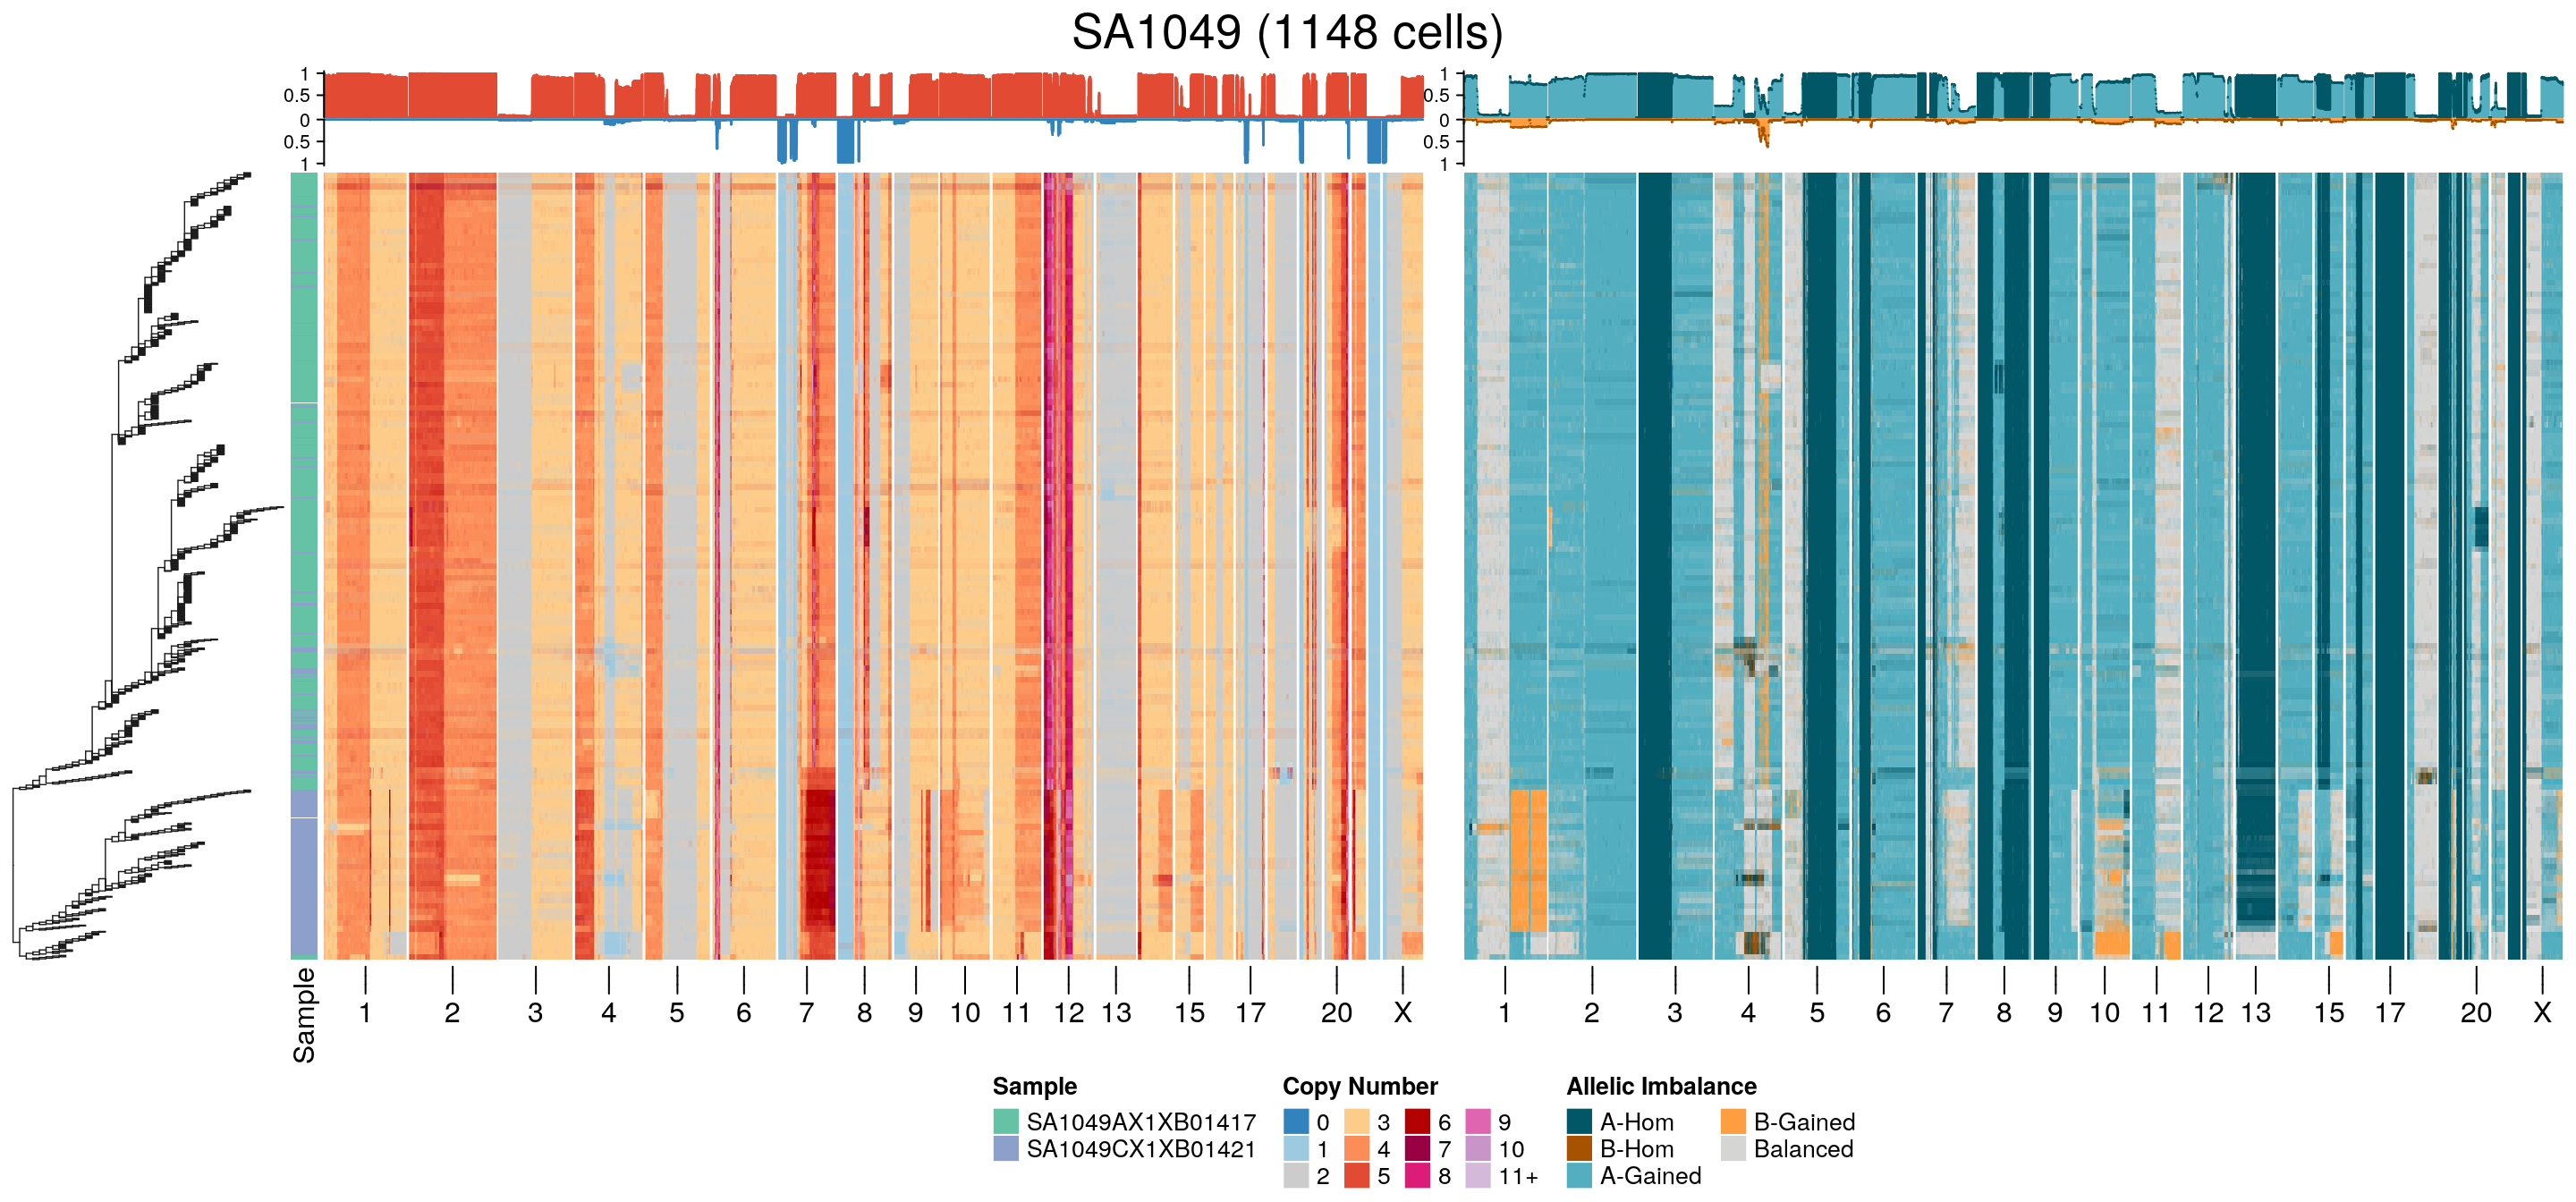 SA1049 (1148 cells)
1
0.5
0
0.5
1
1
0.5
0
0.5
1
Sample
1 2 3 4 5 6 7 8 9 10 11 12 13 15 17 20 X
1 2 3 4 5 6 7 8 9 10 11 12 13 15 17 20 X
Sample
SA1049AX1XB01417
SA1049CX1XB01421
Copy Number
0 3 6 9
1 4 7 10
2 5 8 11+
Allelic Imbalance
A-Hom B-Gained
B-Hom Balanced
A-Gained